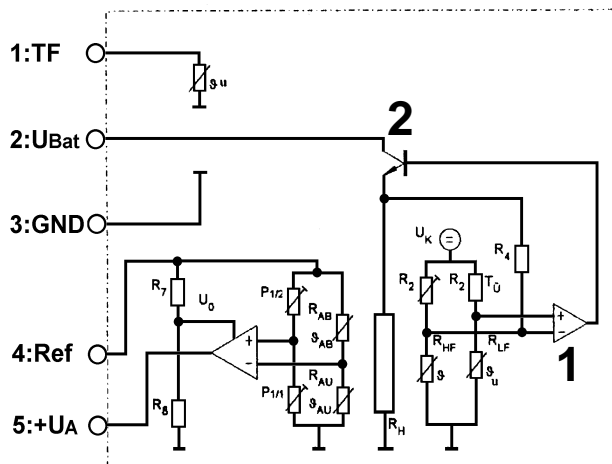 1:TF
ϑu
2:UBat
2
3:GND
UK
=
R4
R2
R2
TÜ
R7
U0
P1/2
RAB
ϑAB
+
−
+
−
1
4:Ref
RHF
RLF
RAU
ϑ
ϑu
P1/1
ϑAU
R8
5:+UA
RH